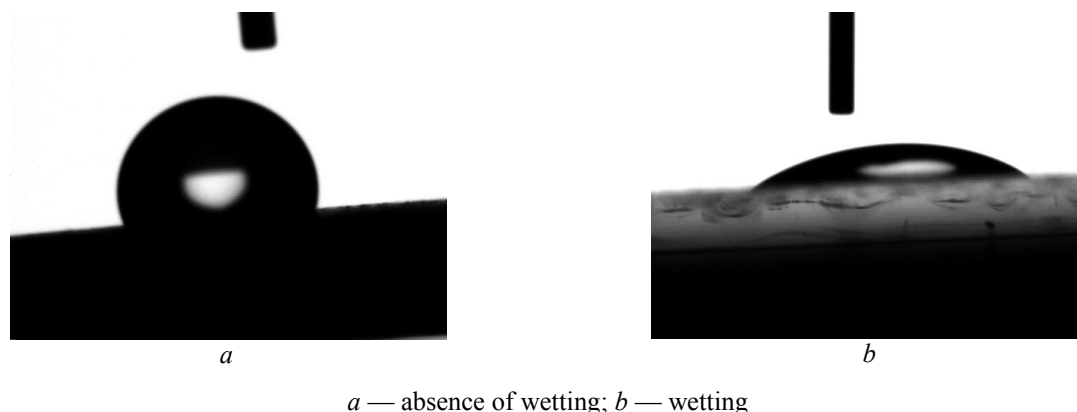 a
b
a — absence of wetting; b — wetting